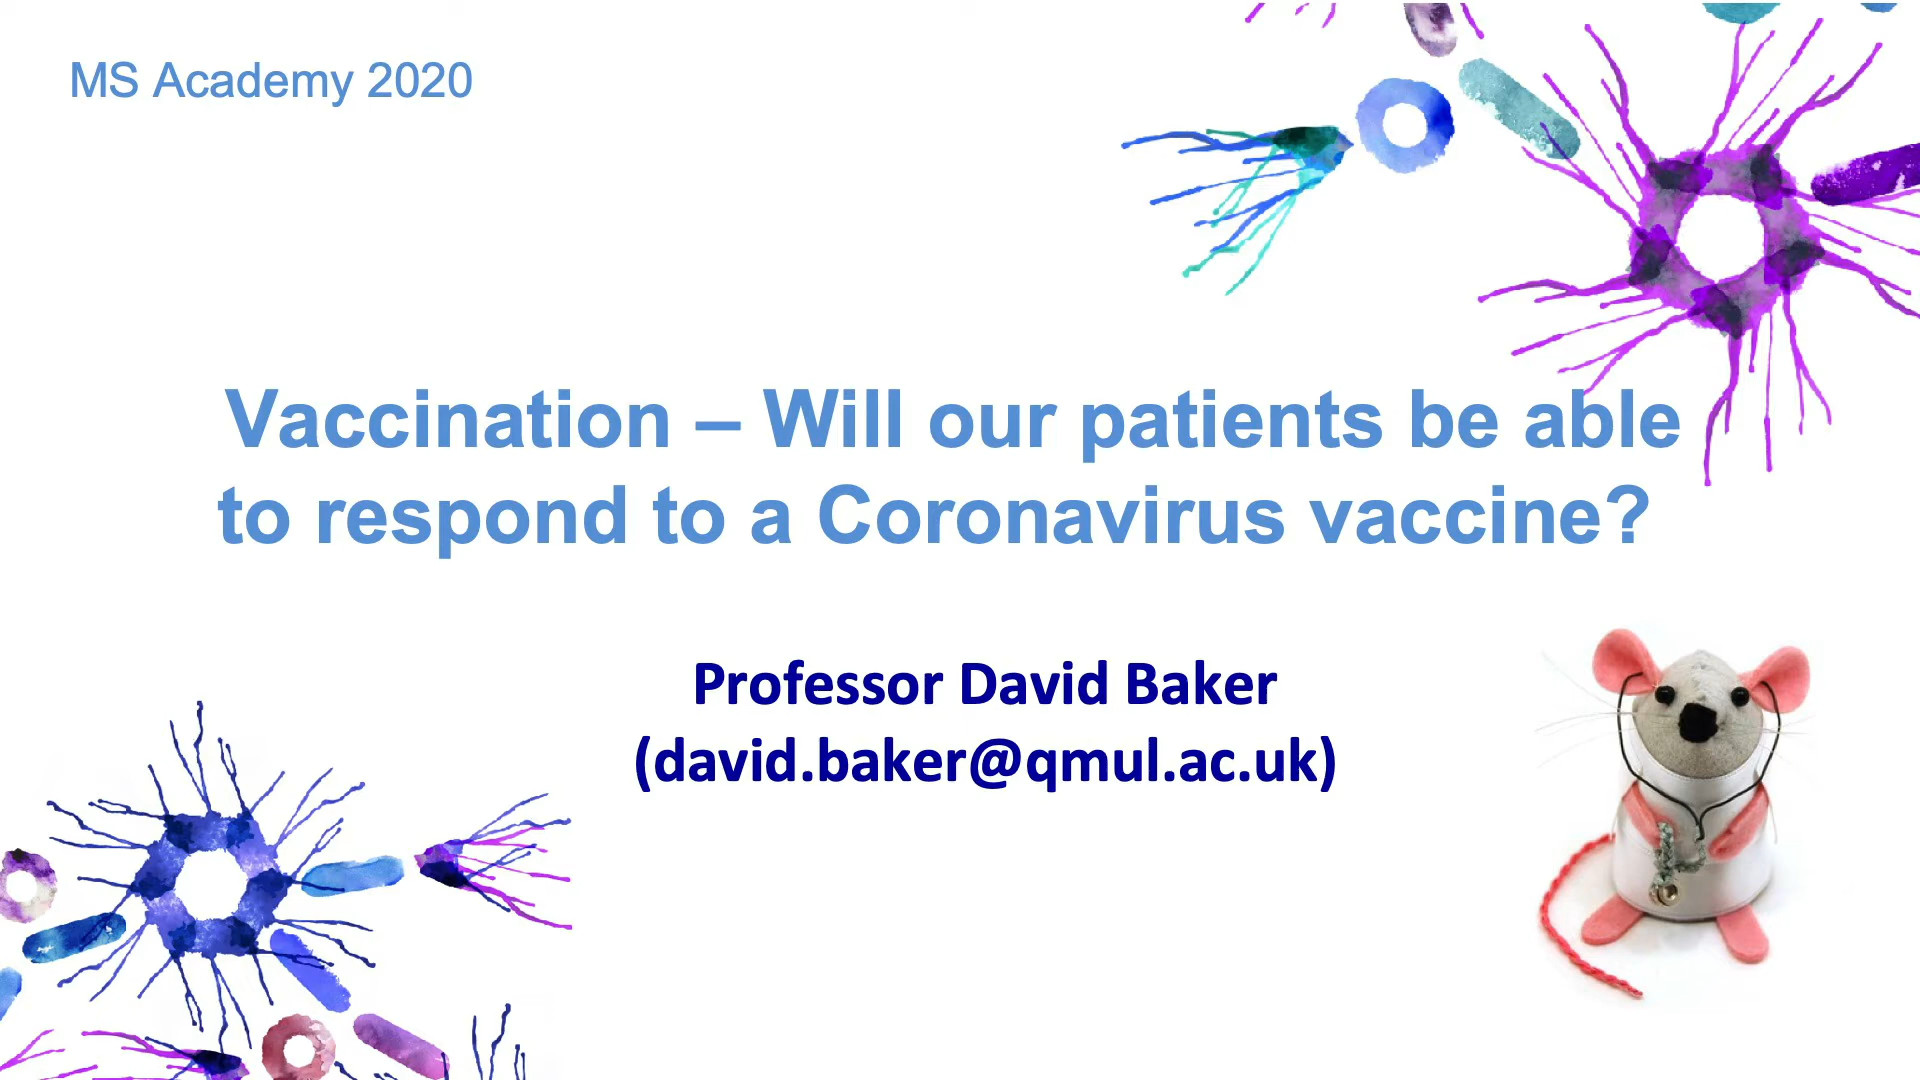 MS Academy 2020
Vaccination – Will our patients be able
to respond to a Coronavirus vaccine?
Professor David Baker
(david.baker@qmul.ac.uk)